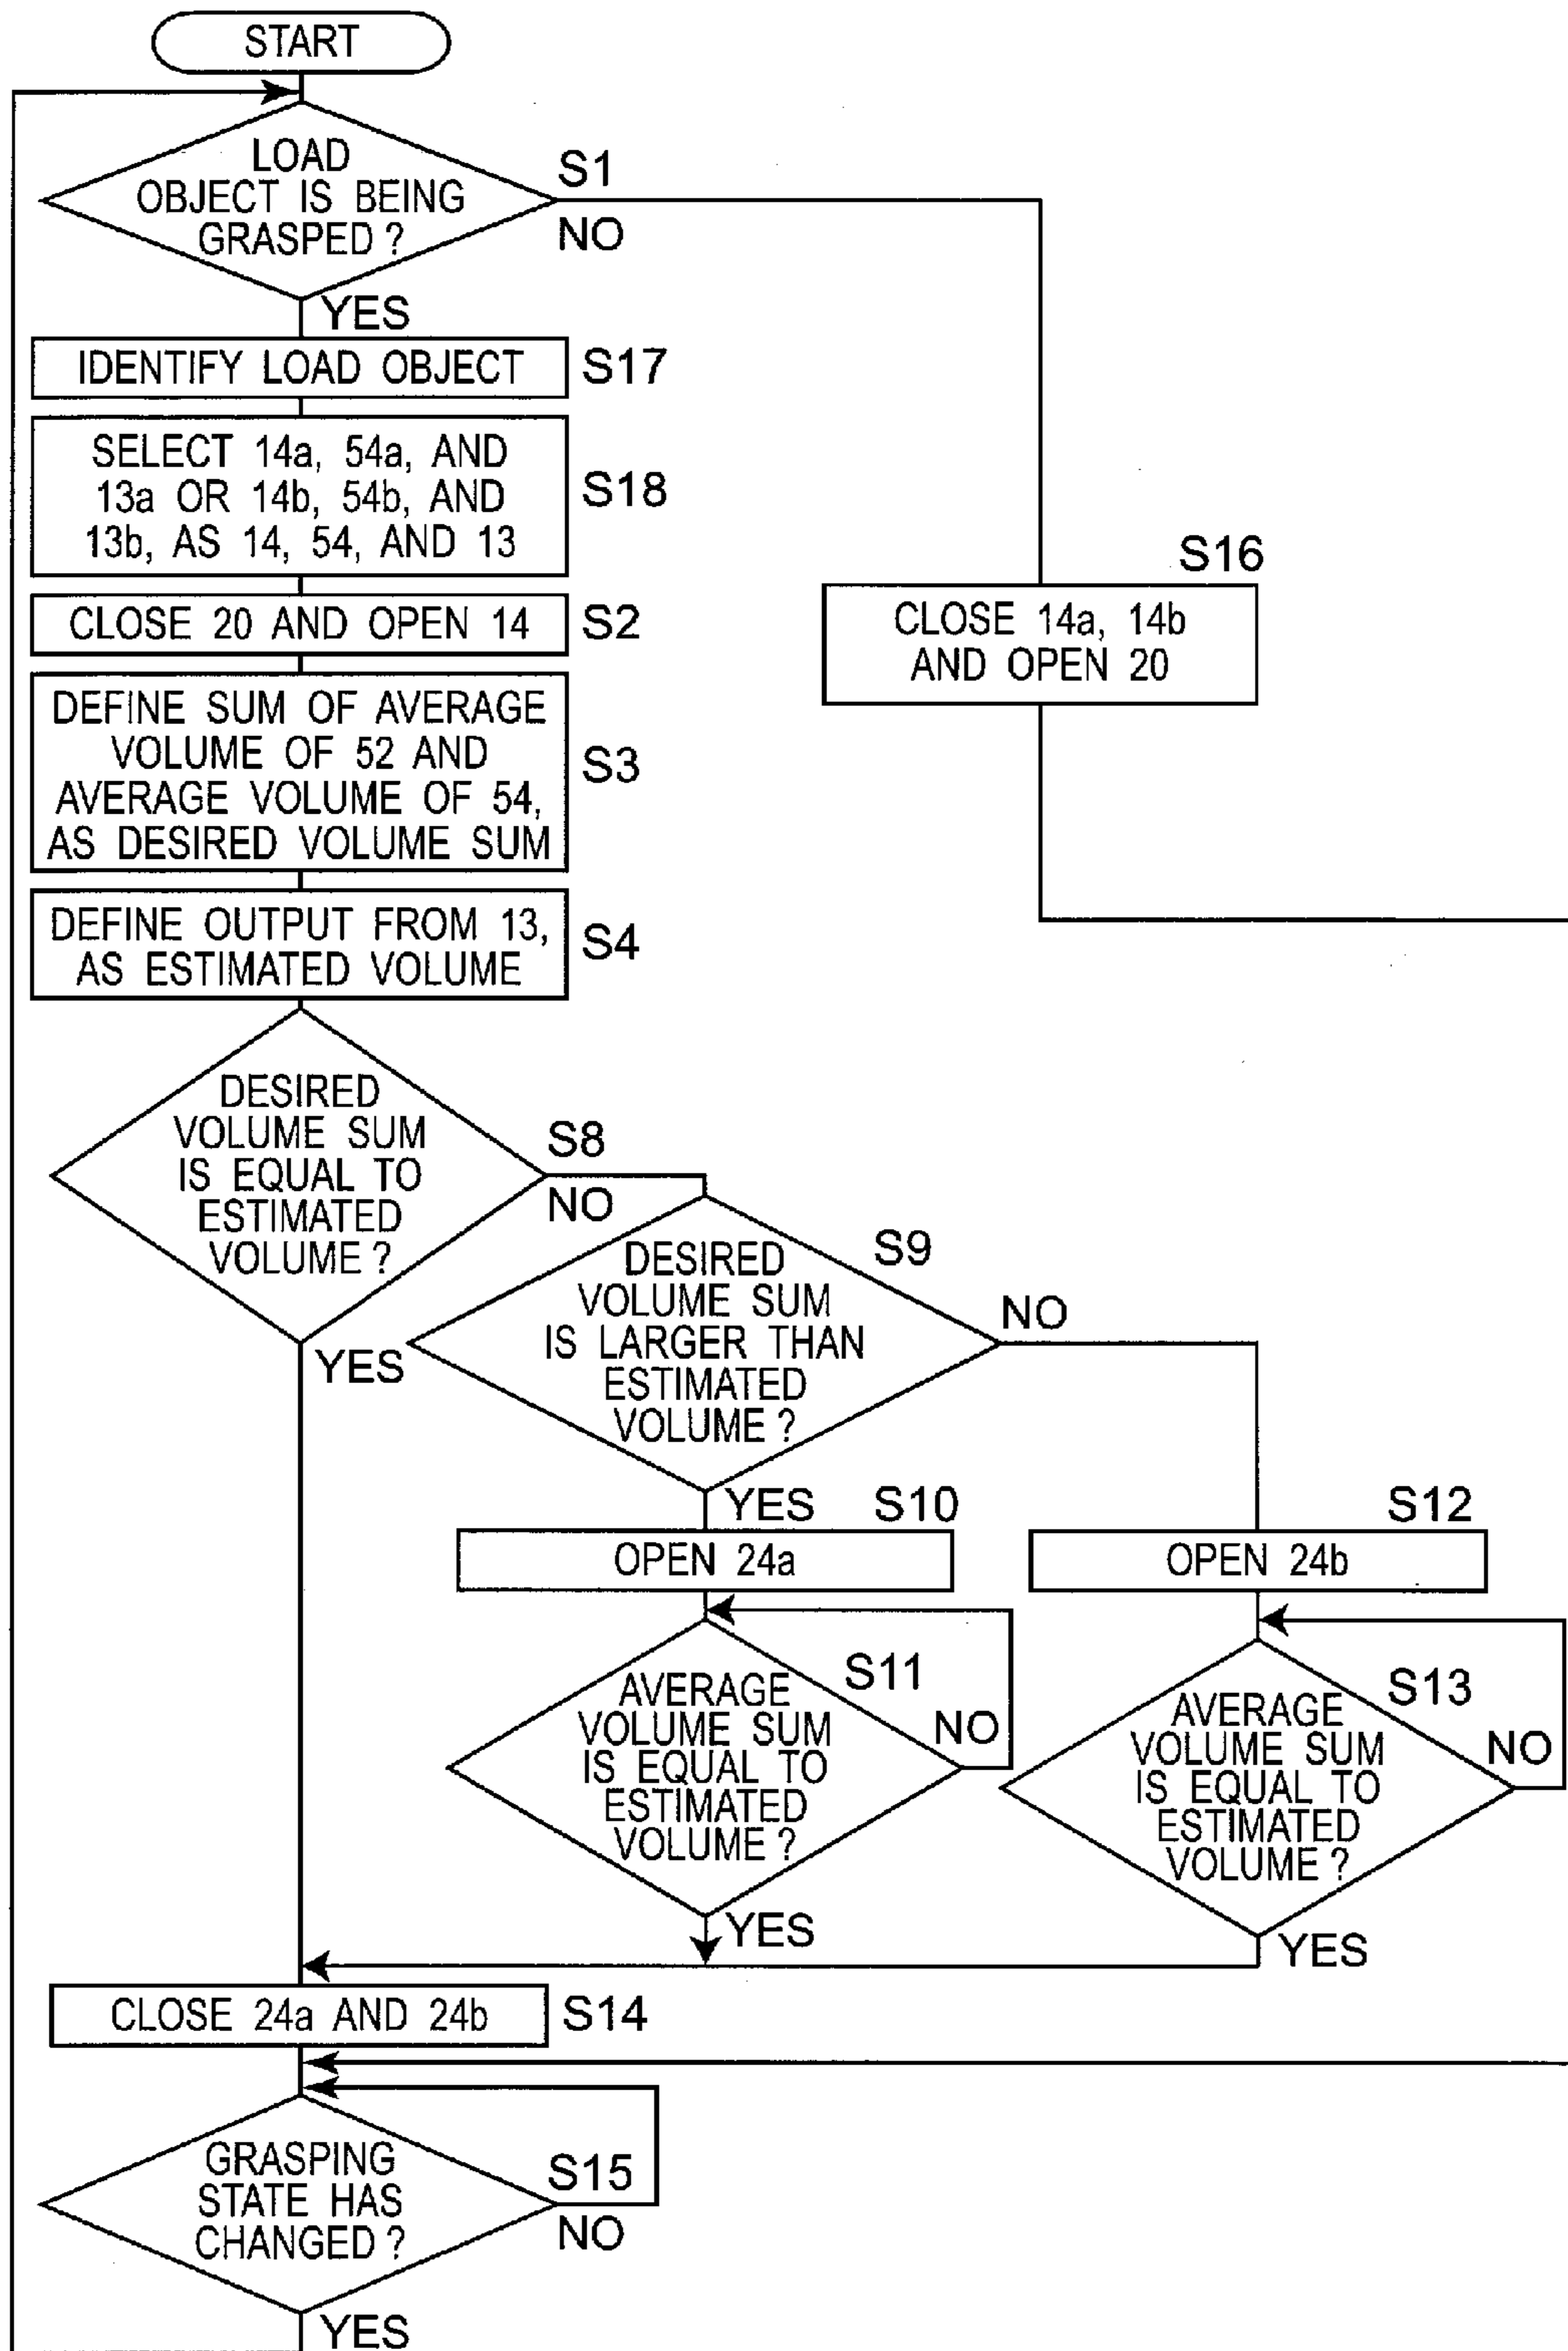 START
LOAD
OBJECT IS BEING
GRASPED ?
S1
NO
YES
IDENTIFY LOAD OBJECT
S17
SELECT 14a, 54a, AND
13a OR 14b, 54b, AND
13b, AS 14, 54, AND 13
S18
S16
CLOSE 14a, 14b
AND OPEN 20
CLOSE 20 AND OPEN 14
S2
DEFINE SUM OF AVERAGE
VOLUME OF 52 AND
AVERAGE VOLUME OF 54,
AS DESIRED VOLUME SUM
S3
DEFINE OUTPUT FROM 13,
AS ESTIMATED VOLUME
S4
DESIRED
VOLUME SUM
IS EQUAL TO
ESTIMATED
VOLUME ?
S8
NO
YES
DESIRED
VOLUME SUM
IS LARGER THAN
ESTIMATED
VOLUME ?
S9
NO
YES
S10
OPEN 24a
S12
OPEN 24b
AVERAGE
VOLUME SUM
IS EQUAL TO
ESTIMATED
VOLUME ?
S11
NO
YES
AVERAGE
VOLUME SUM
IS EQUAL TO
ESTIMATED
VOLUME ?
S13
NO
YES
CLOSE 24a AND 24b
S14
GRASPING
STATE HAS
CHANGED ?
S15
NO
YES